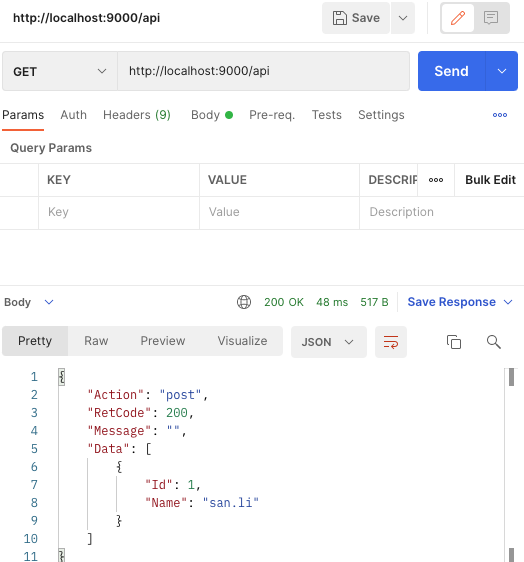 http://localhost:9000/api
Save
GET
http://localhost:9000/api
Send
Params Auth Headers (9) Body Pre-req. Tests Settings
Query Params
KEY VALUE DESCRIP Bulk Edit
Key Value Description
Body 200 OK 48 ms 517 B Save Response
Pretty Raw Preview Visualize JSON
1 {
2 "Action": "post",
3 "RetCode": 200,
4 "Message": "",
5 "Data": [
6 {
7 "Id": 1,
8 "Name": "san.li"
9 }
10 ]
11 }